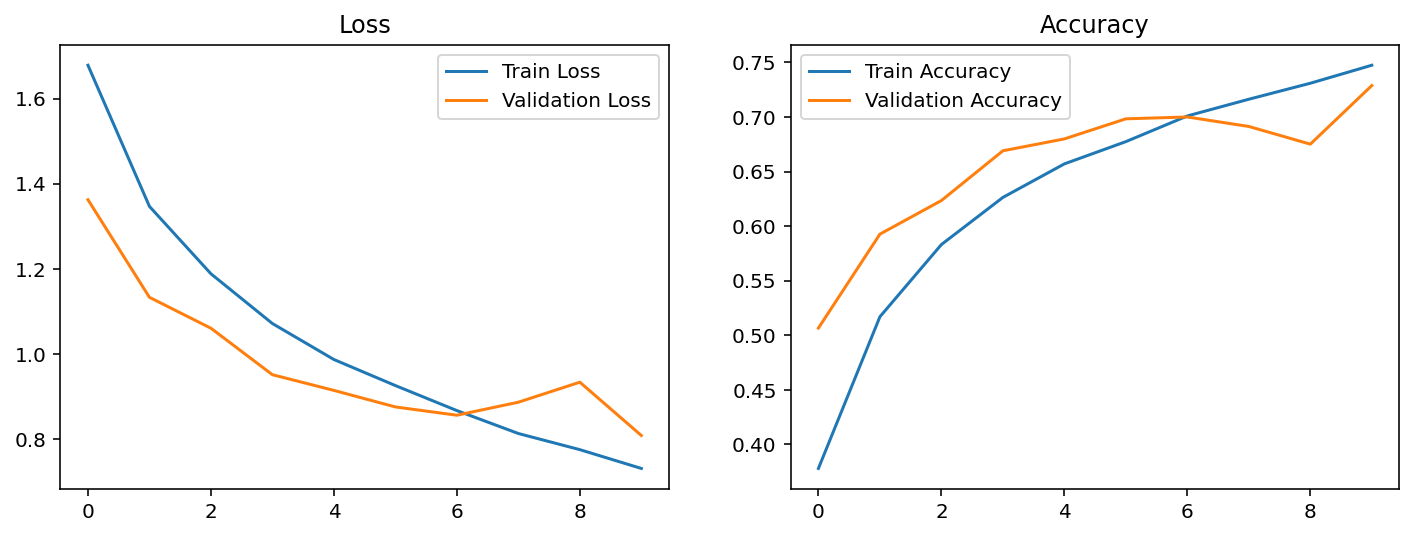 Loss
Train Loss
Validation Loss
1.6
1.4
1.2
1.0
0.8
0 2 4 6 8
Accuracy
Train Accuracy
Validation Accuracy
0.75
0.70
0.65
0.60
0.55
0.50
0.45
0.40
0 2 4 6 8